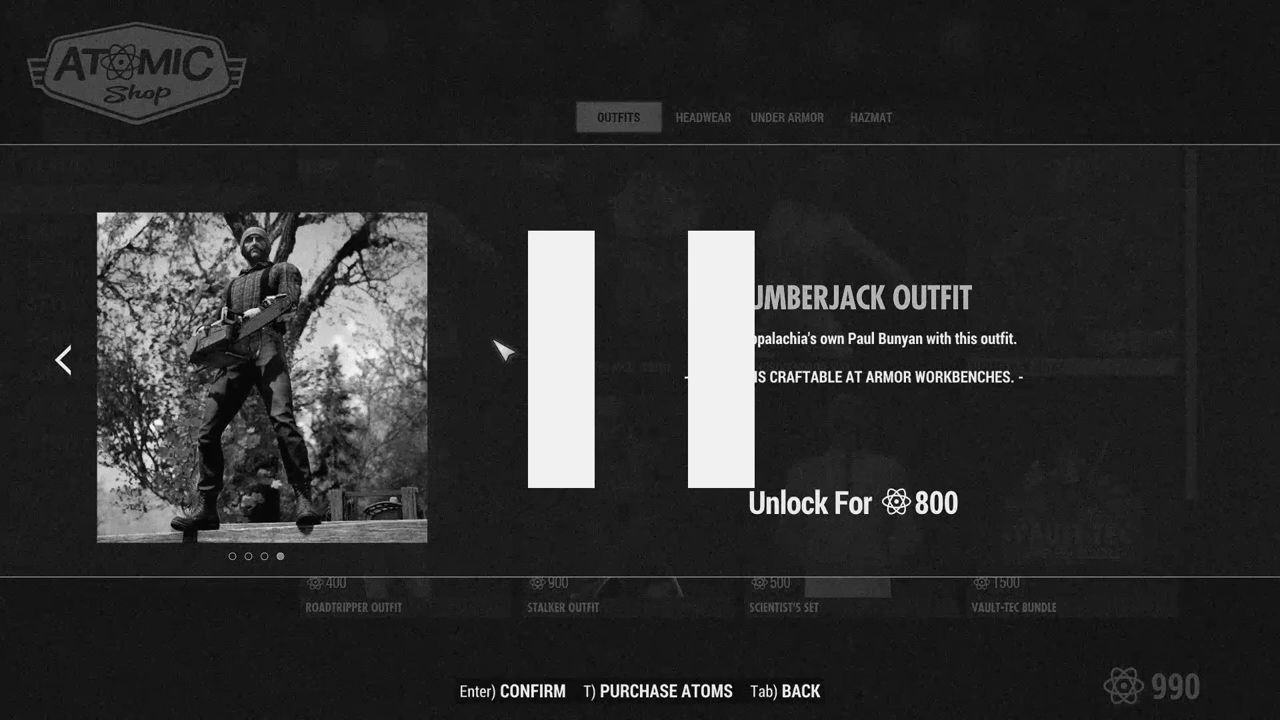 ATOMIC
Shop
OUTFITS HEADWEAR UNDER ARMOR HAZMAT
UMBERJACK OUTFIT
ppalachia's own Paul Bunyan with this outfit.
- IS CRAFTABLE AT ARMOR WORKBENCHES. -
Unlock For 800
400 900 500 1500
ROADTRIPPER OUTFIT STALKER OUTFIT SCIENTIST'S SET VAULT-TEC BUNDLE
Enter) CONFIRM T) PURCHASE ATOMS Tab) BACK
990